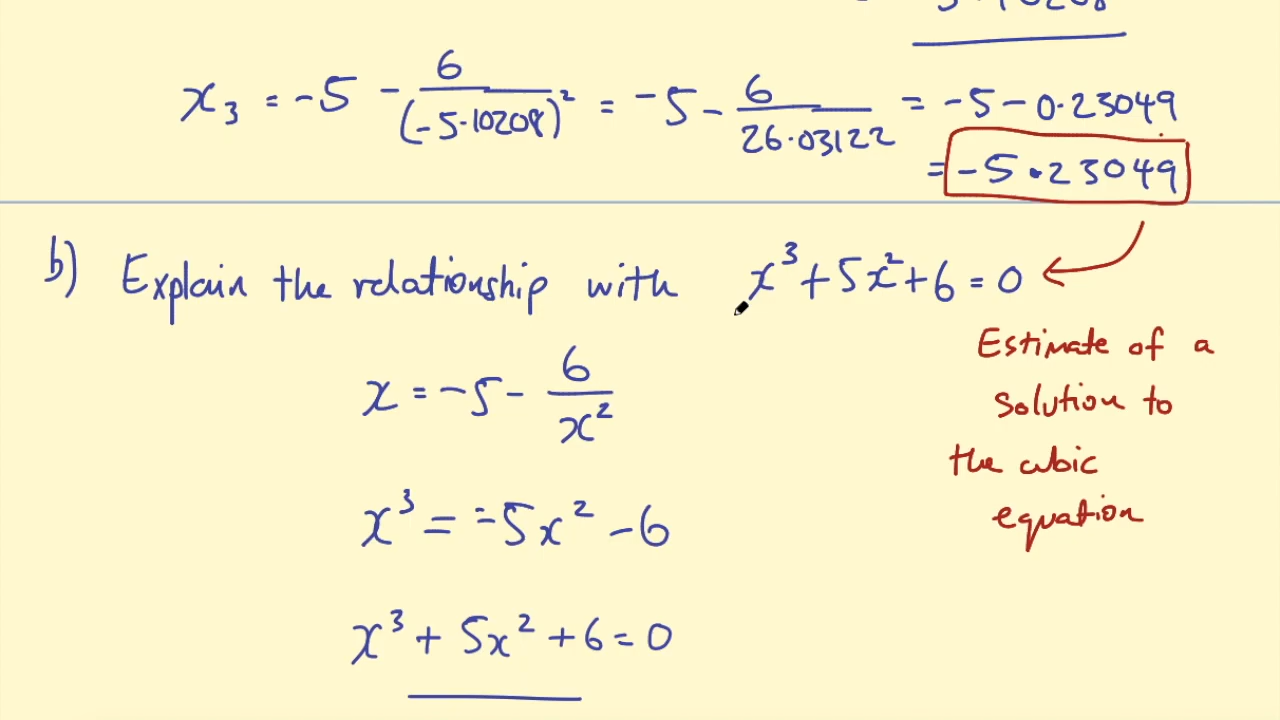 x₃ = -5 - 6/(-5·10208)² = -5 - 6/26·03122 = -5 - 0·23049
= -5·23049
b) Explain the relationship with x³ + 5x² + 6 = 0
Estimate of a
solution to
the cubic
equation
x = -5 - 6/x²
x³ = -5x² - 6
x³ + 5x² + 6 = 0